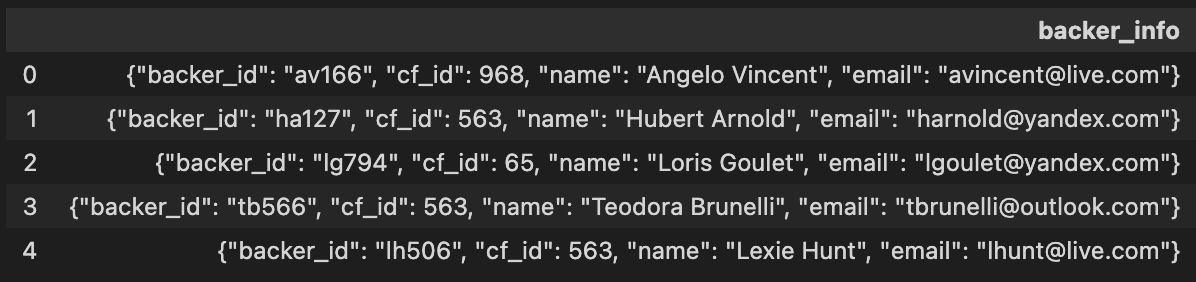 backer_info
0 {"backer_id": "av166", "cf_id": 968, "name": "Angelo Vincent", "email": "avincent@live.com"}
1 {"backer_id": "ha127", "cf_id": 563, "name": "Hubert Arnold", "email": "harnold@yandex.com"}
2 {"backer_id": "lg794", "cf_id": 65, "name": "Loris Goulet", "email": "lgoulet@yandex.com"}
3 {"backer_id": "tb566", "cf_id": 563, "name": "Teodora Brunelli", "email": "tbrunelli@outlook.com"}
4 {"backer_id": "lh506", "cf_id": 563, "name": "Lexie Hunt", "email": "lhunt@live.com"}